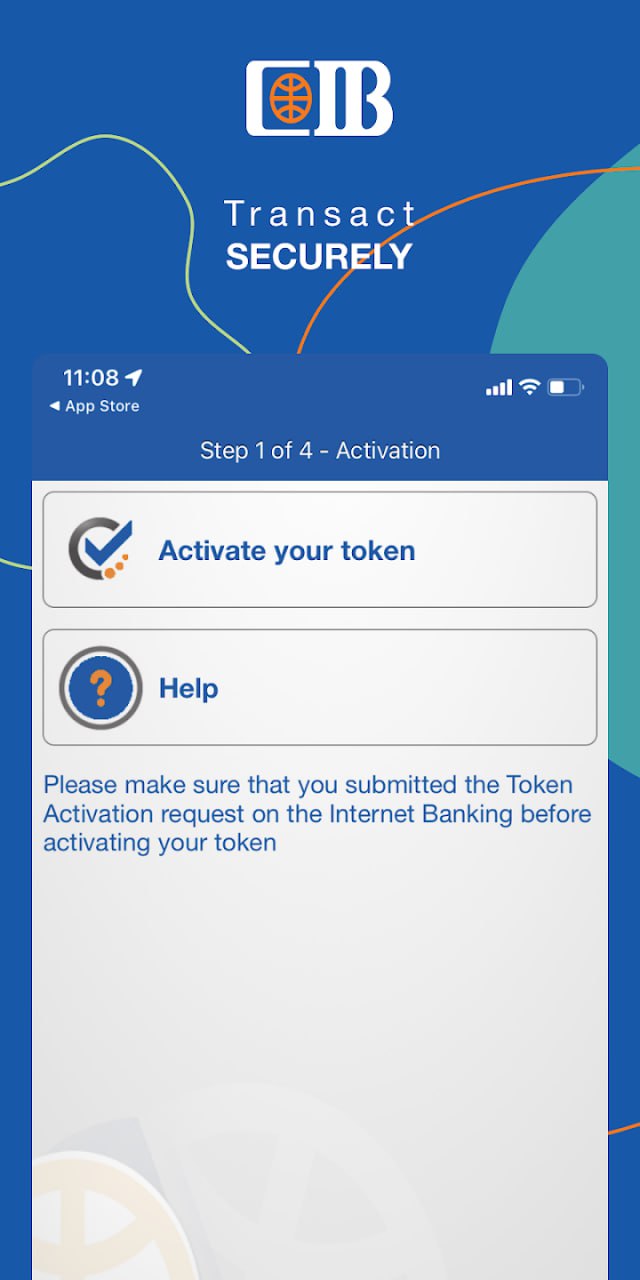 CIB
Transact
SECURELY
11:08
◀ App Store
Step 1 of 4 - Activation
Activate your token
?
Help
Please make sure that you submitted the Token
Activation request on the Internet Banking before
activating your token